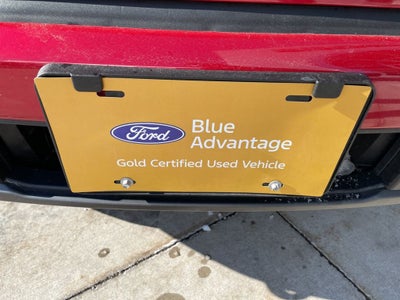 Ford
Blue
Advantage
Gold Certified Used Vehicle